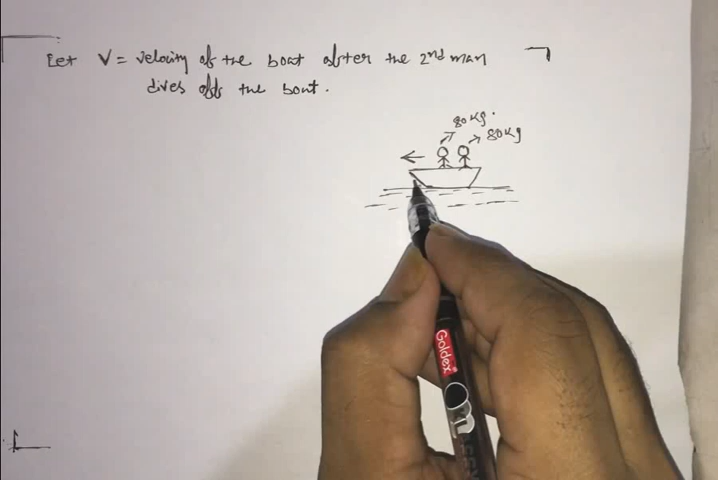 Let V = velocity of the boat after the 2nd man
dives off the boat.
80 kg.
80 kg
Goldex